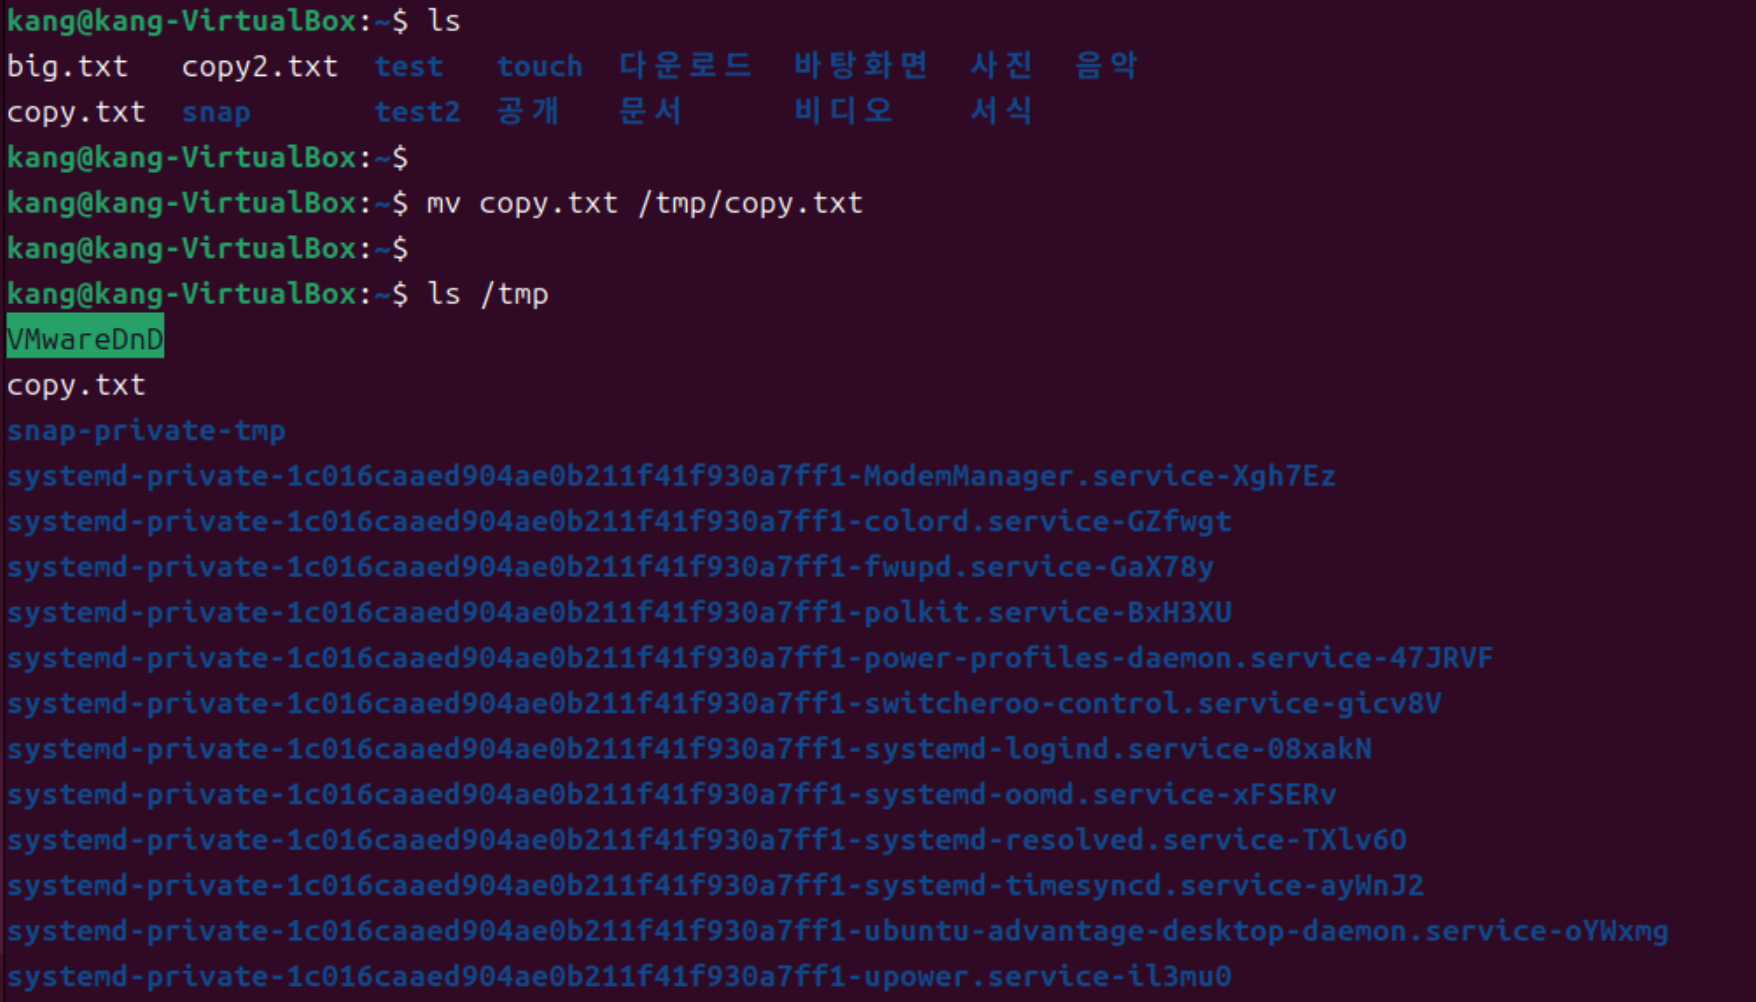 kang@kang-VirtualBox:~$ ls
big.txt copy2.txt test touch 다운로드 바탕화면 사진 음악
copy.txt snap test2 공개 문서 비디오 서식
kang@kang-VirtualBox:~$
kang@kang-VirtualBox:~$ mv copy.txt /tmp/copy.txt
kang@kang-VirtualBox:~$
kang@kang-VirtualBox:~$ ls /tmp
VMwareDnD
copy.txt
snap-private-tmp
systemd-private-1c016caaed904ae0b211f41f930a7ff1-ModemManager.service-Xgh7Ez
systemd-private-1c016caaed904ae0b211f41f930a7ff1-colord.service-GZfwgt
systemd-private-1c016caaed904ae0b211f41f930a7ff1-fwupd.service-GaX78y
systemd-private-1c016caaed904ae0b211f41f930a7ff1-polkit.service-BxH3XU
systemd-private-1c016caaed904ae0b211f41f930a7ff1-power-profiles-daemon.service-47JRVF
systemd-private-1c016caaed904ae0b211f41f930a7ff1-switcheroo-control.service-gicv8V
systemd-private-1c016caaed904ae0b211f41f930a7ff1-systemd-logind.service-08xakN
systemd-private-1c016caaed904ae0b211f41f930a7ff1-systemd-oomd.service-xFSERv
systemd-private-1c016caaed904ae0b211f41f930a7ff1-systemd-resolved.service-TXlv6O
systemd-private-1c016caaed904ae0b211f41f930a7ff1-systemd-timesyncd.service-ayWnJ2
systemd-private-1c016caaed904ae0b211f41f930a7ff1-ubuntu-advantage-desktop-daemon.service-oYWxmg
systemd-private-1c016caaed904ae0b211f41f930a7ff1-upower.service-il3mu0